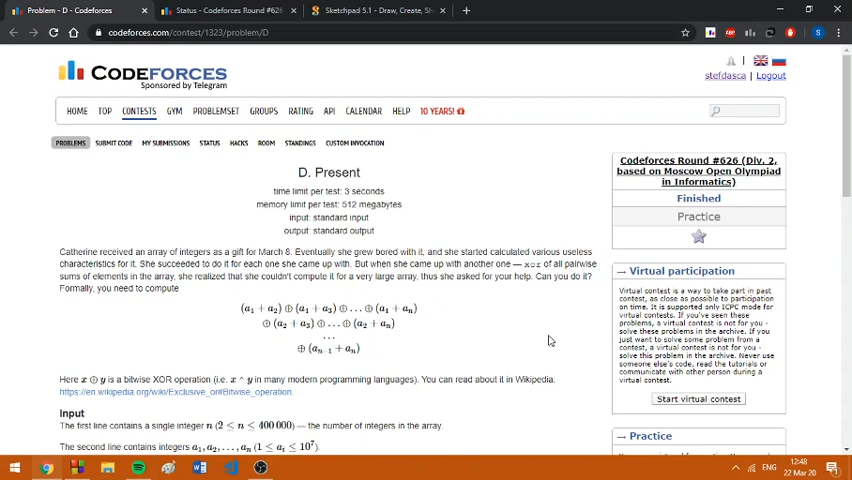 Problem - D - Codeforces
Status - Codeforces Round #626
Sketchpad 5.1 - Draw, Create, Sh
codeforces.com/contest/1323/problem/D
ABP
S
CODEFORCES
Sponsored by Telegram
stefdasca | Logout
HOME TOP CONTESTS GYM PROBLEMSET GROUPS RATING API CALENDAR HELP 10 YEARS!
PROBLEMS SUBMIT CODE MY SUBMISSIONS STATUS HACKS ROOM STANDINGS CUSTOM INVOCATION
D. Present
time limit per test: 3 seconds
memory limit per test: 512 megabytes
input: standard input
output: standard output
Catherine received an array of integers as a gift for March 8. Eventually she grew bored with it, and she started calculated various useless
characteristics for it. She succeeded to do it for each one she came up with. But when she came up with another one — xor of all pairwise
sums of elements in the array, she realized that she couldn't compute it for a very large array, thus she asked for your help. Can you do it?
Formally, you need to compute
(a₁ + a₂) ⊕ (a₁ + a₃) ⊕ … ⊕ (a₁ + aₙ)
⊕ (a₂ + a₃) ⊕ … ⊕ (a₂ + aₙ)
…
⊕ (aₙ₋₁ + aₙ)
Here x ⊕ y is a bitwise XOR operation (i.e. x ^ y in many modern programming languages). You can read about it in Wikipedia:
https://en.wikipedia.org/wiki/Exclusive_or#Bitwise_operation.
Input
The first line contains a single integer n (2 ≤ n ≤ 400 000) — the number of integers in the array.
The second line contains integers a₁, a₂, …, aₙ (1 ≤ aᵢ ≤ 10⁷).
Codeforces Round #626 (Div. 2,
based on Moscow Open Olympiad
in Informatics)
Finished
Practice
→ Virtual participation
Virtual contest is a way to take part in past
contest, as close as possible to participation
on time. It is supported only ICPC mode for
virtual contests. If you've seen these
problems, a virtual contest is not for you -
solve these problems in the archive. If you
just want to solve some problem from a
contest, a virtual contest is not for you -
solve this problem in the archive. Never use
someone else's code, read the tutorials or
communicate with other person during a
virtual contest.
Start virtual contest
→ Practice
ENG
12:48
22 Mar 20